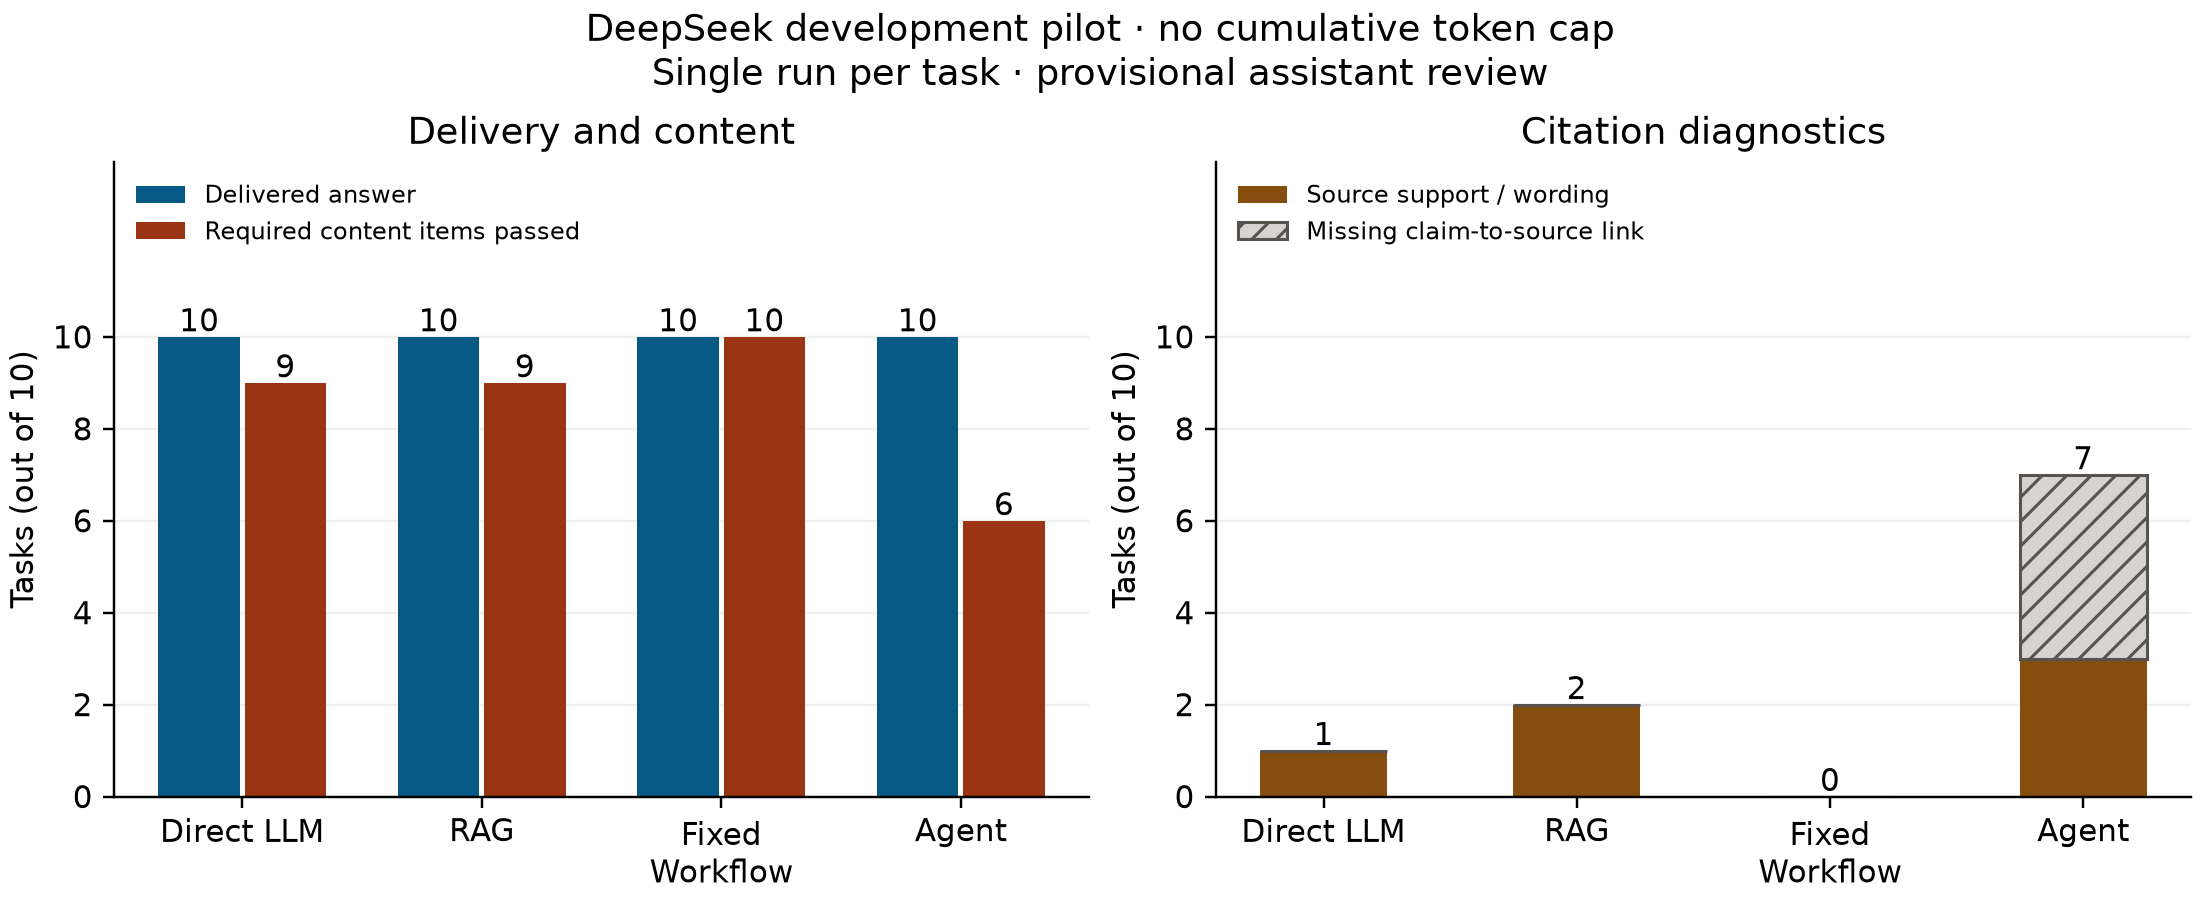 DeepSeek development pilot · no cumulative token cap
Single run per task · provisional assistant review
Delivery and content
Delivered answer
Required content items passed
Tasks (out of 10)
10
8
6
4
2
0
10
9
10
9
10
10
10
6
Direct LLM
RAG
Fixed
Workflow
Agent
Citation diagnostics
Source support / wording
Missing claim-to-source link
Tasks (out of 10)
10
8
6
4
2
0
1
2
0
7
Direct LLM
RAG
Fixed
Workflow
Agent